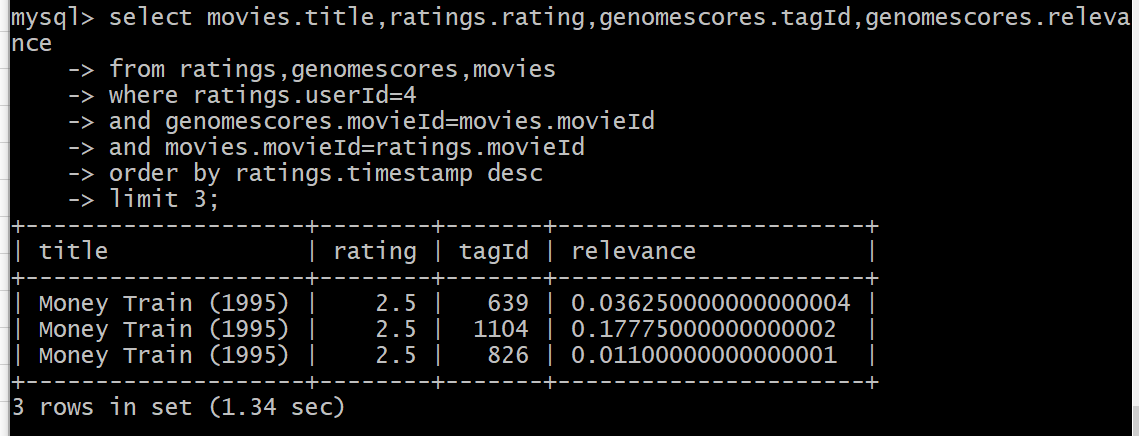 mysql> select movies.title,ratings.rating,genomescores.tagId,genomescores.releva
nce
    -> from ratings,genomescores,movies
    -> where ratings.userId=4
    -> and genomescores.movieId=movies.movieId
    -> and movies.movieId=ratings.movieId
    -> order by ratings.timestamp desc
    -> limit 3;
+--------------------+--------+-------+----------------------+
| title              | rating | tagId | relevance            |
+--------------------+--------+-------+----------------------+
| Money Train (1995) |    2.5 |   639 | 0.036250000000000004 |
| Money Train (1995) |    2.5 |  1104 | 0.17775000000000002  |
| Money Train (1995) |    2.5 |   826 | 0.01100000000000001  |
+--------------------+--------+-------+----------------------+
3 rows in set (1.34 sec)